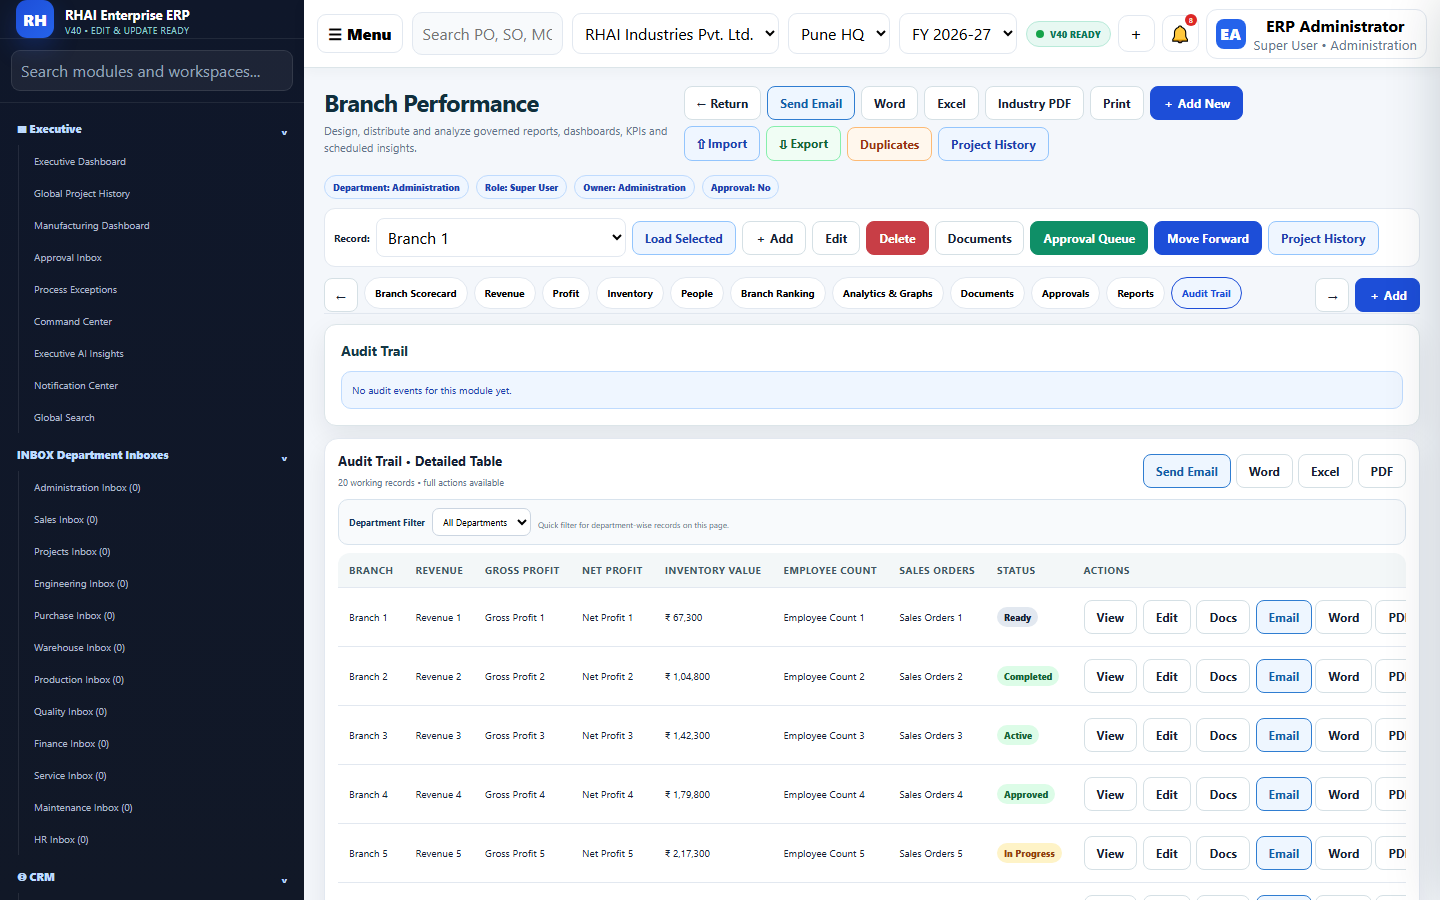 RH
RHAI Enterprise ERP
V40 • EDIT & UPDATE READY
Search modules and workspaces...
Executive
Executive Dashboard
Global Project History
Manufacturing Dashboard
Approval Inbox
Process Exceptions
Command Center
Executive AI Insights
Notification Center
Global Search
INBOX Department Inboxes
Administration Inbox (0)
Sales Inbox (0)
Projects Inbox (0)
Engineering Inbox (0)
Purchase Inbox (0)
Warehouse Inbox (0)
Production Inbox (0)
Quality Inbox (0)
Finance Inbox (0)
Service Inbox (0)
Maintenance Inbox (0)
HR Inbox (0)
CRM
☰ Menu
Search PO, SO, MO
RHAI Industries Pvt. Ltd.
Pune HQ
FY 2026-27
V40 READY
+
8
EA
ERP Administrator
Super User • Administration
Branch Performance
Design, distribute and analyze governed reports, dashboards, KPIs and
scheduled insights.
← Return
Send Email
Word
Excel
Industry PDF
Print
+ Add New
⇧ Import
⇩ Export
Duplicates
Project History
Department: Administration
Role: Super User
Owner: Administration
Approval: No
Record:
Branch 1
Load Selected
+ Add
Edit
Delete
Documents
Approval Queue
Move Forward
Project History
←
Branch Scorecard
Revenue
Profit
Inventory
People
Branch Ranking
Analytics & Graphs
Documents
Approvals
Reports
Audit Trail
→
+ Add
Audit Trail
No audit events for this module yet.
Audit Trail • Detailed Table
20 working records • full actions available
Send Email
Word
Excel
PDF
Department Filter
All Departments
Quick filter for department-wise records on this page.
BRANCH REVENUE GROSS PROFIT NET PROFIT INVENTORY VALUE EMPLOYEE COUNT SALES ORDERS STATUS ACTIONS
Branch 1 Revenue 1 Gross Profit 1 Net Profit 1 ₹ 67,300 Employee Count 1 Sales Orders 1 Ready View Edit Docs Email Word PD
Branch 2 Revenue 2 Gross Profit 2 Net Profit 2 ₹ 1,04,800 Employee Count 2 Sales Orders 2 Completed View Edit Docs Email Word PD
Branch 3 Revenue 3 Gross Profit 3 Net Profit 3 ₹ 1,42,300 Employee Count 3 Sales Orders 3 Active View Edit Docs Email Word PD
Branch 4 Revenue 4 Gross Profit 4 Net Profit 4 ₹ 1,79,800 Employee Count 4 Sales Orders 4 Approved View Edit Docs Email Word PD
Branch 5 Revenue 5 Gross Profit 5 Net Profit 5 ₹ 2,17,300 Employee Count 5 Sales Orders 5 In Progress View Edit Docs Email Word PD